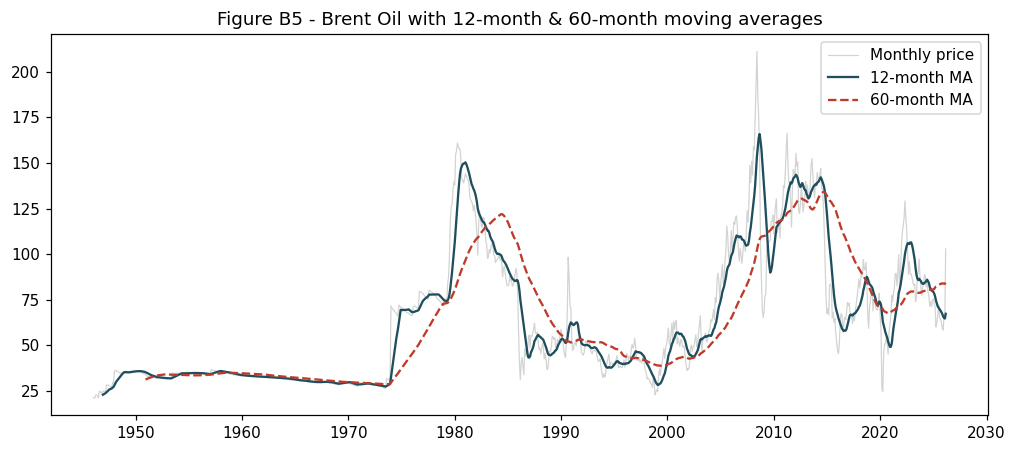 Figure B5 - Brent Oil with 12-month & 60-month moving averages
Monthly price
12-month MA
60-month MA
200
175
150
125
100
75
50
25
1950 1960 1970 1980 1990 2000 2010 2020 2030